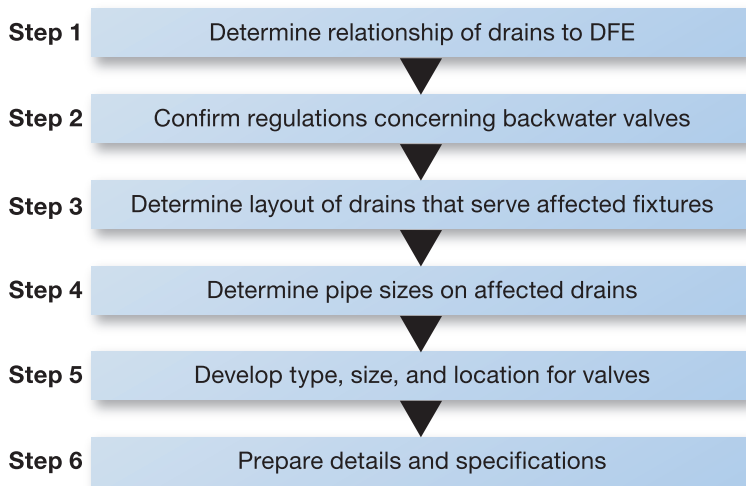 Step 1 Determine relationship of drains to DFE
Step 2 Confirm regulations concerning backwater valves
Step 3 Determine layout of drains that serve affected fixtures
Step 4 Determine pipe sizes on affected drains
Step 5 Develop type, size, and location for valves
Step 6 Prepare details and specifications